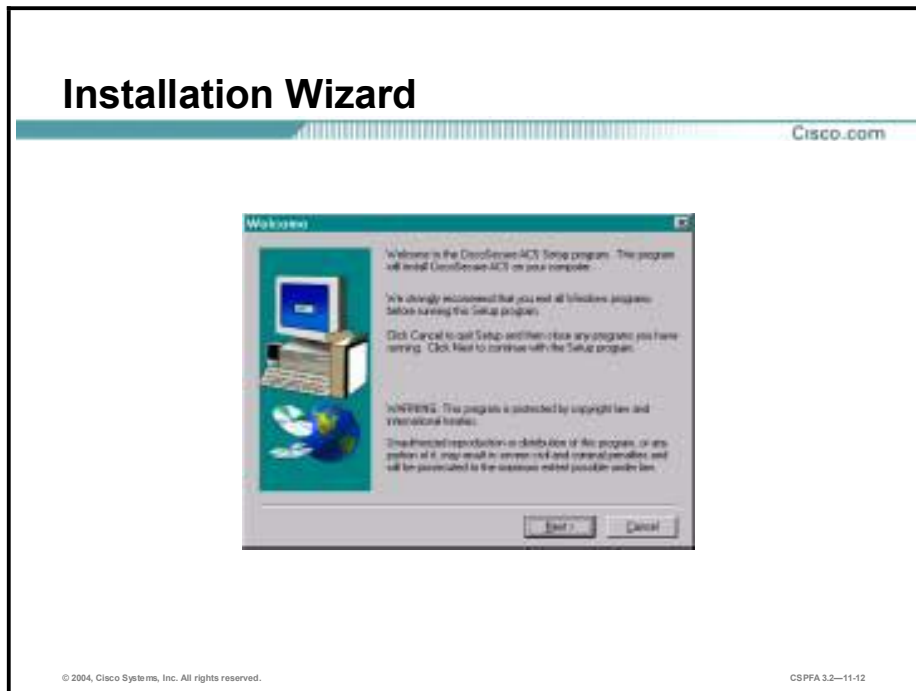 Installation Wizard
Cisco.com
Welcome
Welcome to the CiscoSecure ACS Setup program. This program
will install CiscoSecure ACS on your computer.
We strongly recommend that you exit all Windows programs
before running this Setup program.
Click Cancel to quit Setup and then close any programs you have
running. Click Next to continue with the Setup program.
WARNING: This program is protected by copyright law and
international treaties.
Unauthorized reproduction or distribution of this program, or any
portion of it, may result in severe civil and criminal penalties, and
will be prosecuted to the maximum extent possible under law.
Next >
Cancel
© 2004, Cisco Systems, Inc. All rights reserved.
CSPFA 3.2—11-12